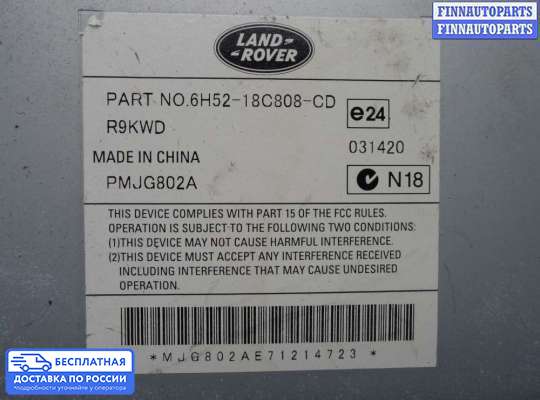 FINNAUTOPARTS
FINNAUTOPARTS
LAND-
ROVER
PART NO.6H52-18C808-CD
e24
R9KWD
031420
MADE IN CHINA
PMJG802A
N18
THIS DEVICE COMPLIES WITH PART 15 OF THE FCC RULES.
OPERATION IS SUBJECT TO THE FOLLOWING TWO CONDITIONS:
(1)THIS DEVICE MAY NOT CAUSE HARMFUL INTERFERENCE.
(2)THIS DEVICE MUST ACCEPT ANY INTERFERENCE RECEIVED
INCLUDING INTERFERENCE THAT MAY CAUSE UNDESIRED
OPERATION.
*MJG802AE71214723*
БЕСПЛАТНАЯ
ДОСТАВКА ПО РОССИИ
*подробности уточняйте у оператора